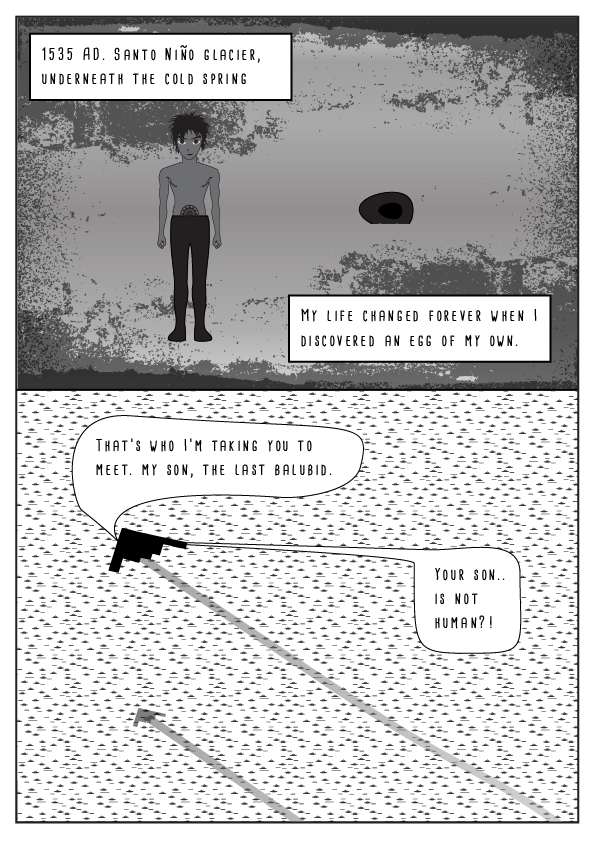 1535 AD. Santo Niño glacier,
underneath the cold spring
My life changed forever when I
discovered an egg of my own.
That's who I'm taking you to
meet. my son, the last balubid.
Your son..
is not
human?!